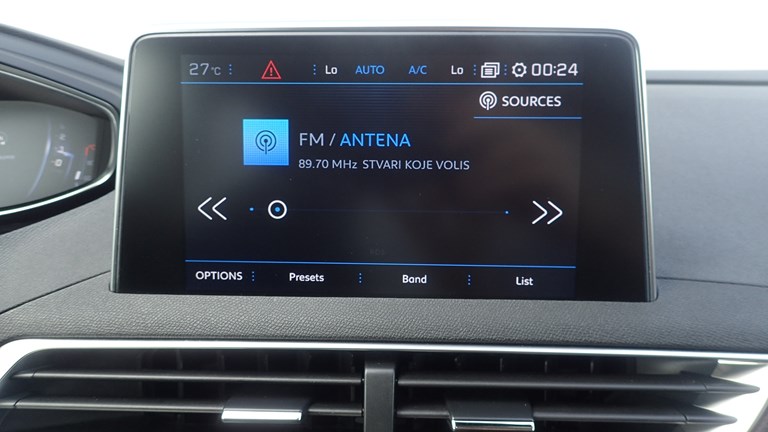 27°C Lo AUTO A/C Lo 00:24
SOURCES
FM / ANTENA
89.70 MHz STVARI KOJE VOLIS
OPTIONS Presets Band List